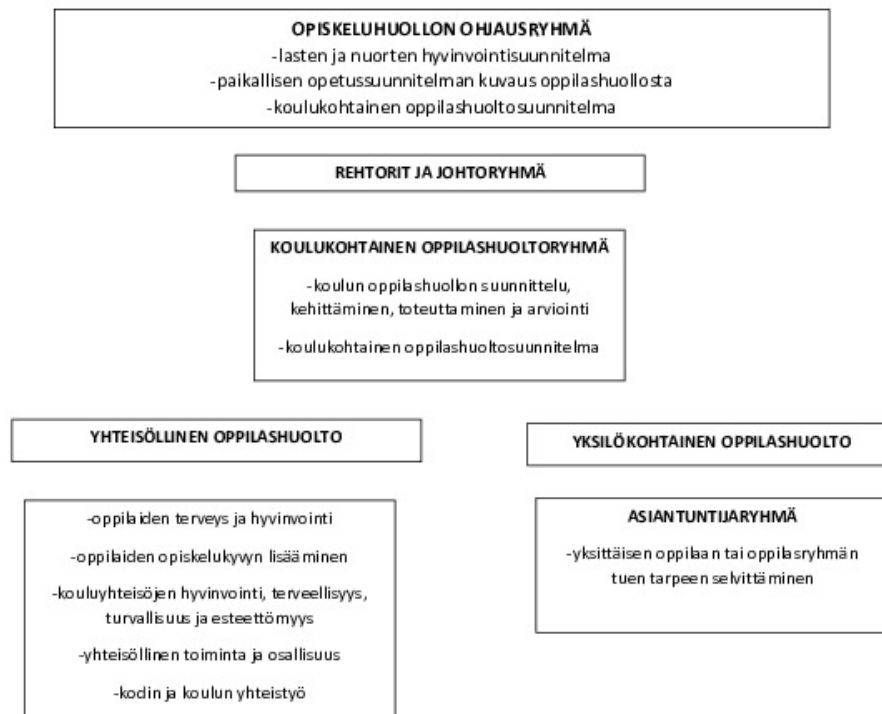 OPISKELUHUOLLON OHJAUSRYHMÄ
-lasten ja nuorten hyvinvointisuunnitelma
-paikallisen opetussuunnitelman kuvaus oppilashuollosta
-koulukohtainen oppilashuoltosuunnitelma
REHTORIT JA JOHTORYHMÄ
KOULUKOHTAINEN OPPILASHUOLTORYHMÄ
-koulun oppilashuollon suunnittelu,
kehittäminen, toteuttaminen ja arviointi
-koulukohtainen oppilashuoltosuunnitelma
YHTEISÖLLINEN OPPILASHUOLTO
-oppilaiden terveys ja hyvinvointi
-oppilaiden opiskelukyvyn lisääminen
-kouluyhteisöjen hyvinvointi, terveellisyys,
turvallisuus ja esteettömyys
-yhteisöllinen toiminta ja osallisuus
-kodin ja koulun yhteistyö
YKSILÖKOHTAINEN OPPILASHUOLTO
ASIANTUNTIJARYHMÄ
-yksittäisen oppilaan tai oppilasryhmän
tuen tarpeen selvittäminen